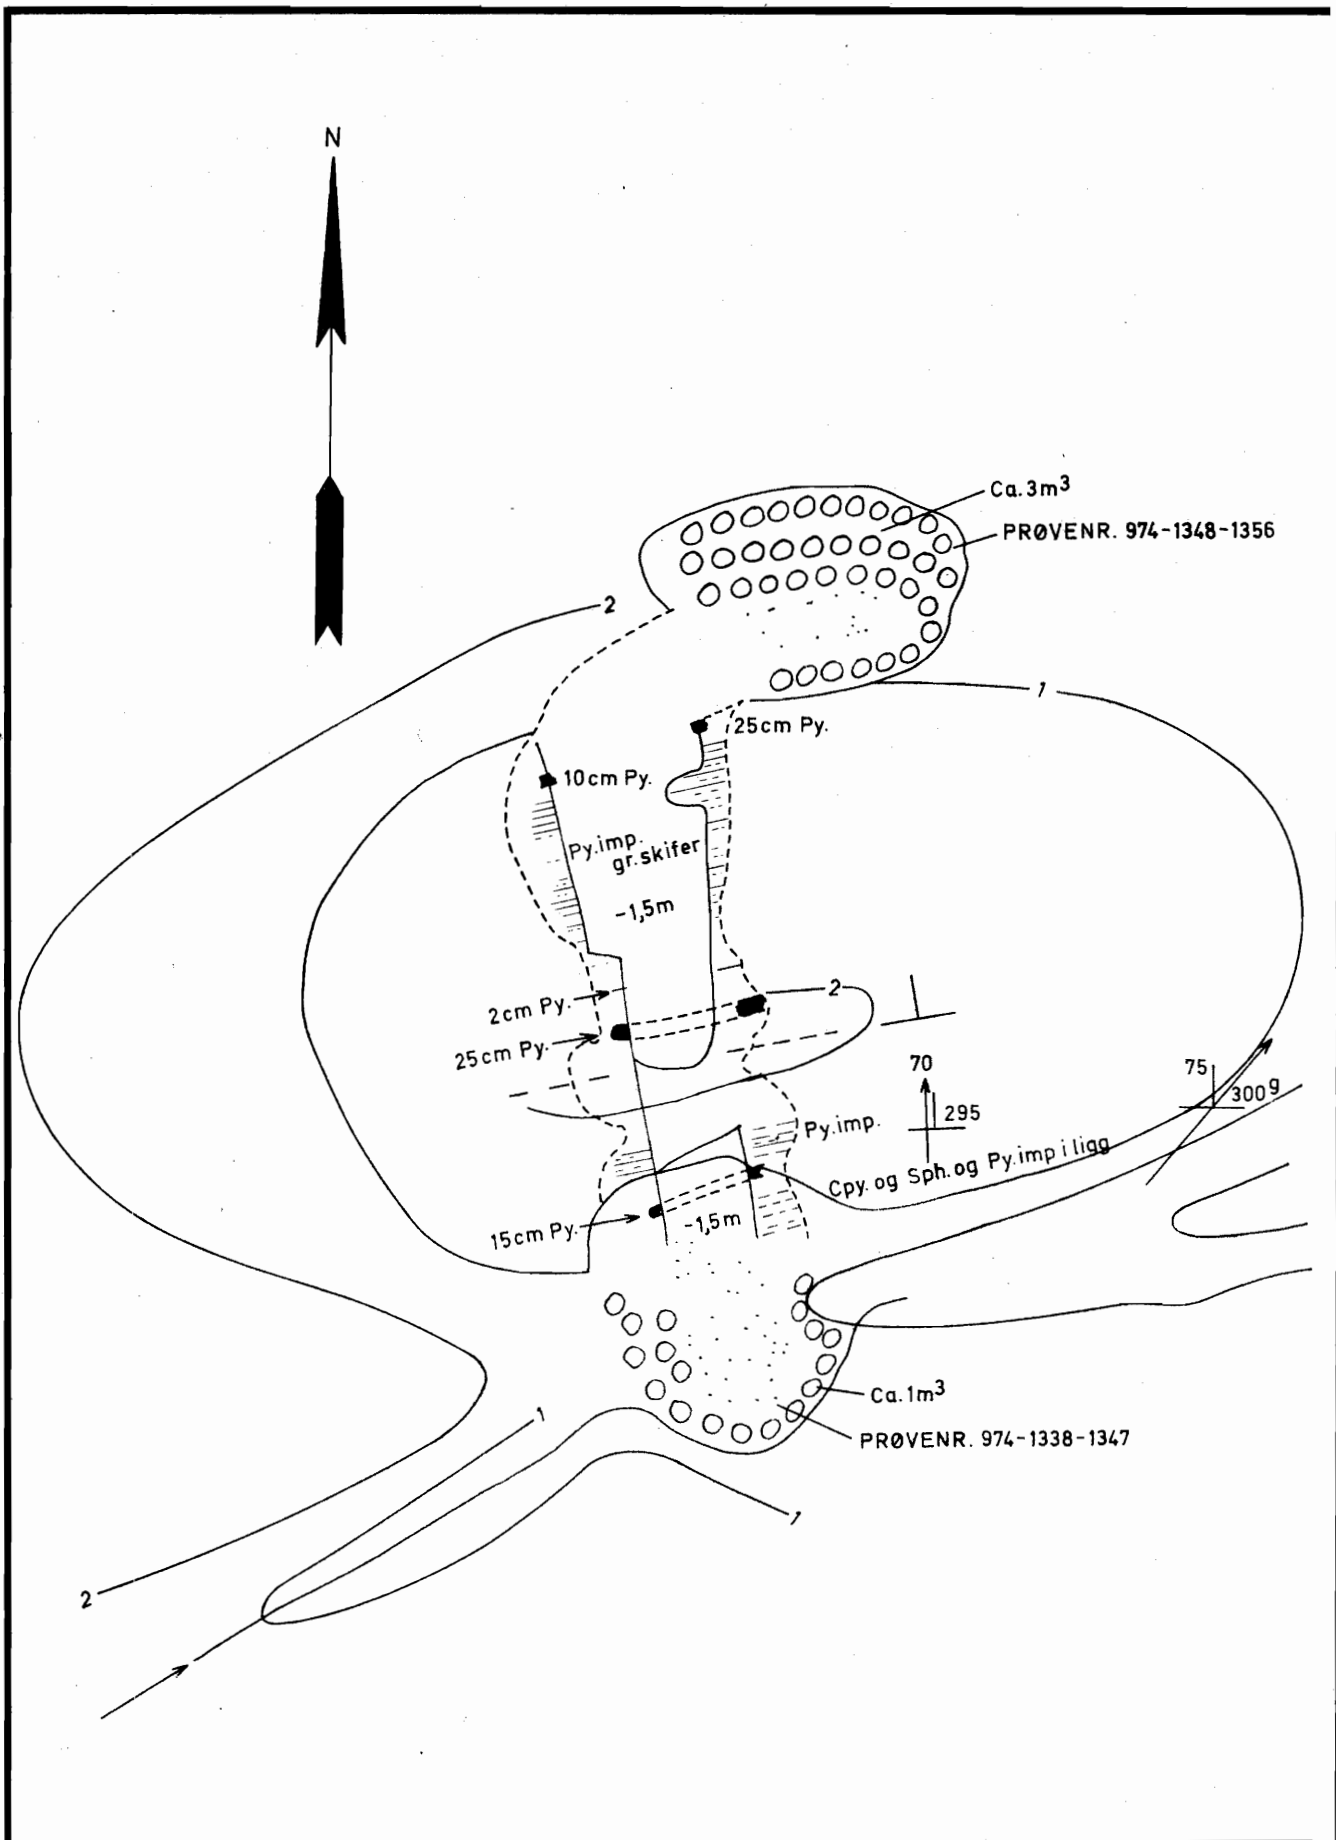 N
Ca. 3m³
PRØVENR. 974-1348-1356
2
1
25cm Py.
10cm Py.
Py.imp.
gr.skifer
-1,5m
2cm Py.
2
25cm Py.
70
75
300g
295
Py.imp.
Cpy. og Sph. og Py.imp i ligg
15cm Py.
-1,5m
Ca. 1m³
1
PRØVENR. 974-1338-1347
1
2